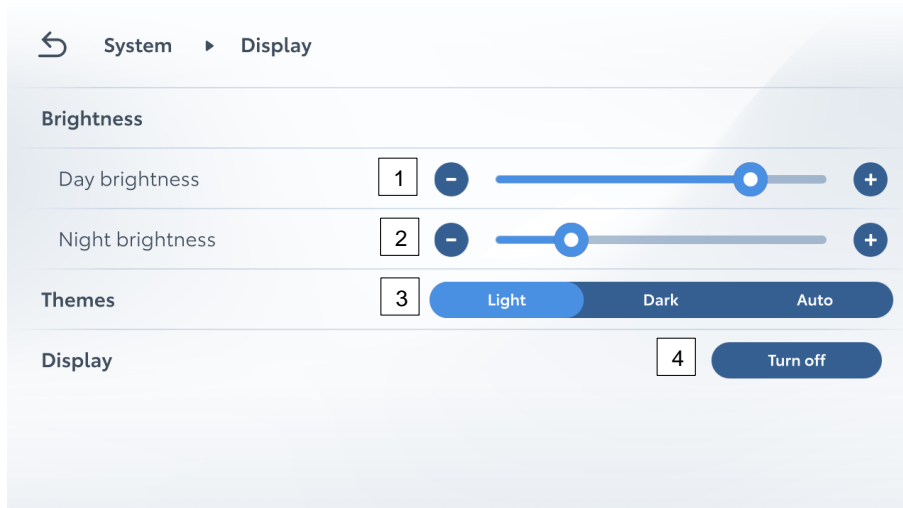 System ▸ Display
Brightness
Day brightness 1 - +
Night brightness 2 - +
Themes 3 Light Dark Auto
Display 4 Turn off